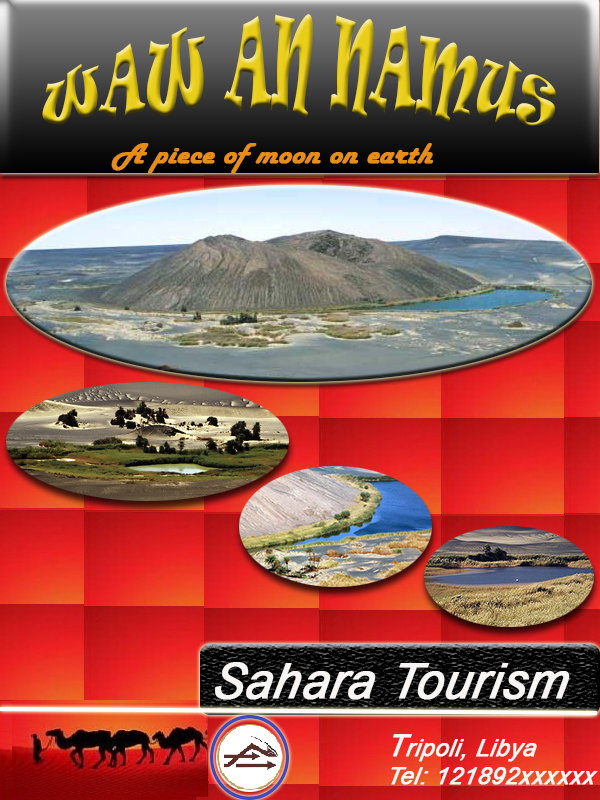 WAW AN NAMUS
A piece of moon on earth
Sahara Tourism
Tripoli, Libya
Tel: 121892xxxxxx